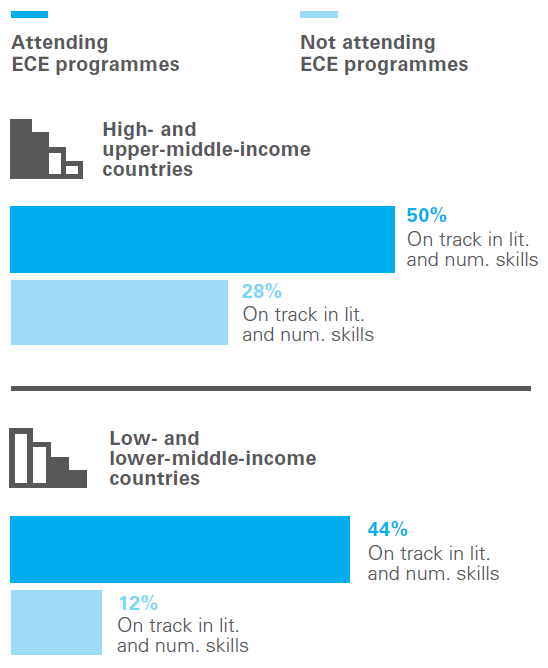 Attending
ECE programmes
Not attending
ECE programmes
High- and
upper-middle-income
countries
50%
On track in lit.
and num. skills
28%
On track in lit.
and num. skills
Low- and
lower-middle-income
countries
44%
On track in lit.
and num. skills
12%
On track in lit.
and num. skills